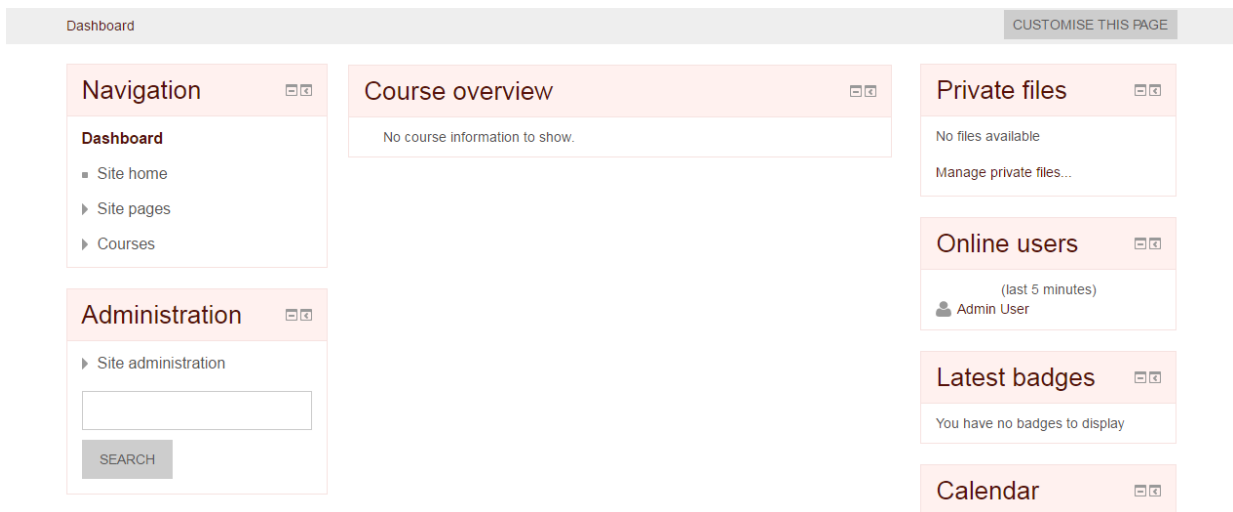 Dashboard
CUSTOMISE THIS PAGE
Navigation
Dashboard
Site home
Site pages
Courses
Administration
Site administration
SEARCH
Course overview
No course information to show.
Private files
No files available
Manage private files...
Online users
(last 5 minutes)
Admin User
Latest badges
You have no badges to display
Calendar